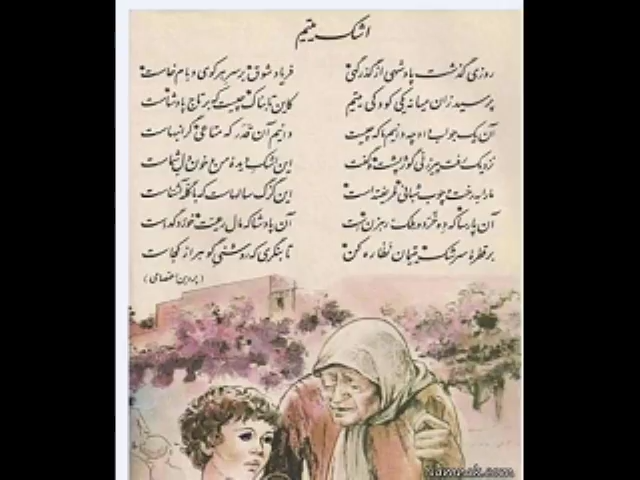 اشک یتیم
روزی گذشت پادشهی از گذرگهی فریاد شوق بر سر هر کوی و بام خاست
پرسید زان میانه یکی کودکی یتیم کاین تابناک چیست که بر تاج پادشاست
آن یک جواب داد چه دانیم ما که چیست دانیم آن قدر که متاعی گرانبهاست
نزدیک رفت پیرزنی گوژپشت و گفت این اشک دیدهٔ من و خون دل شماست
ما را به رخت و چوب شبانی فریفته است این گرگ سالهاست که با گله آشناست
آن پارسا که ده خرد و ملک، رهزن است آن پادشا که مال رعیت خورد گداست
بر قطرهٔ سرشک یتیمان نظاره کن تا بنگری که روشنی گوهر از کجاست
(پروین اعتصامی)
Namnak.com